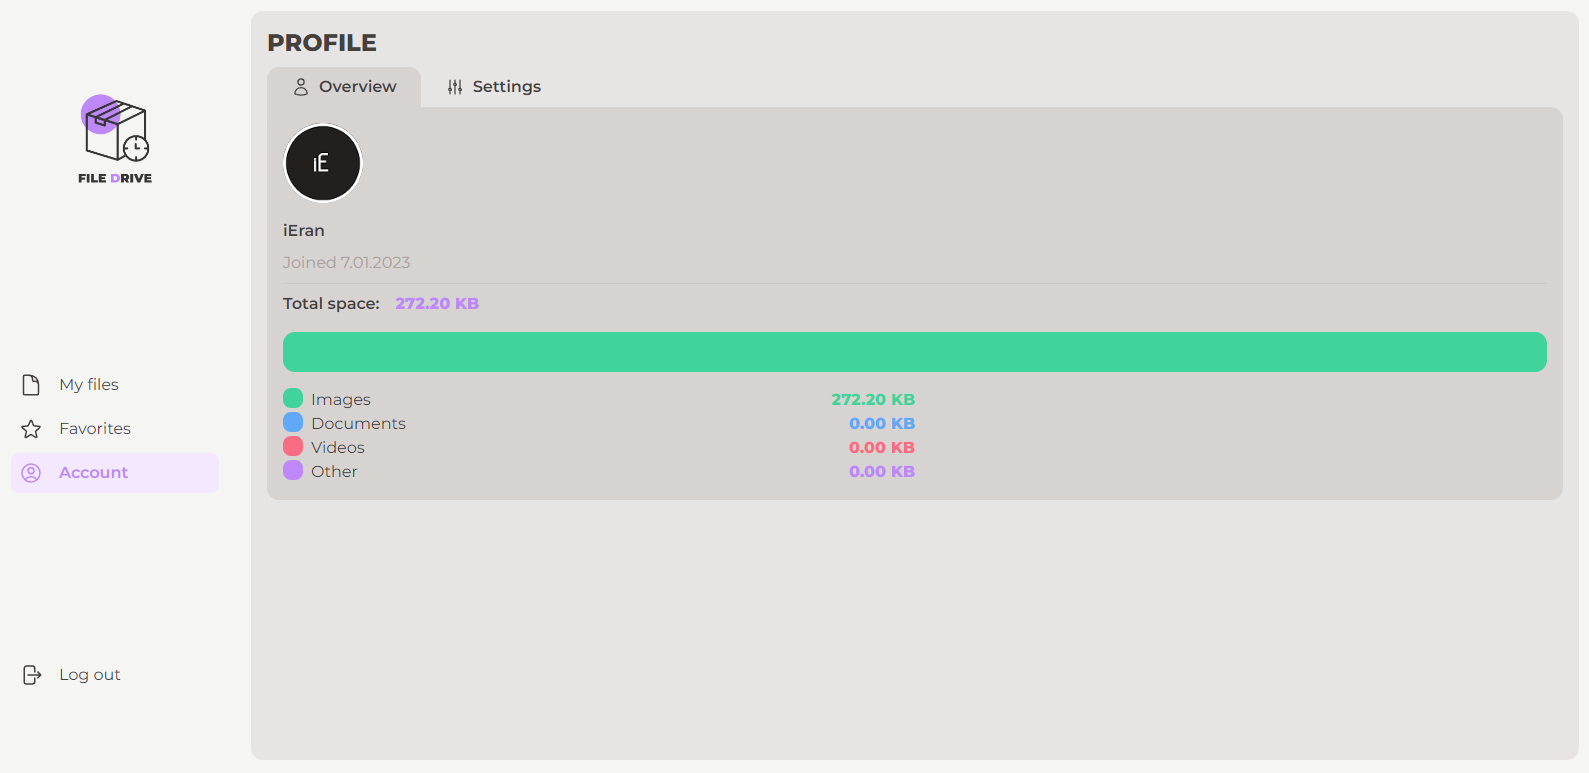 FILE DRIVE
My files
Favorites
Account
Log out
PROFILE
Overview Settings
iE
iEran
Joined 7.01.2023
Total space: 272.20 KB
Images 272.20 KB
Documents 0.00 KB
Videos 0.00 KB
Other 0.00 KB